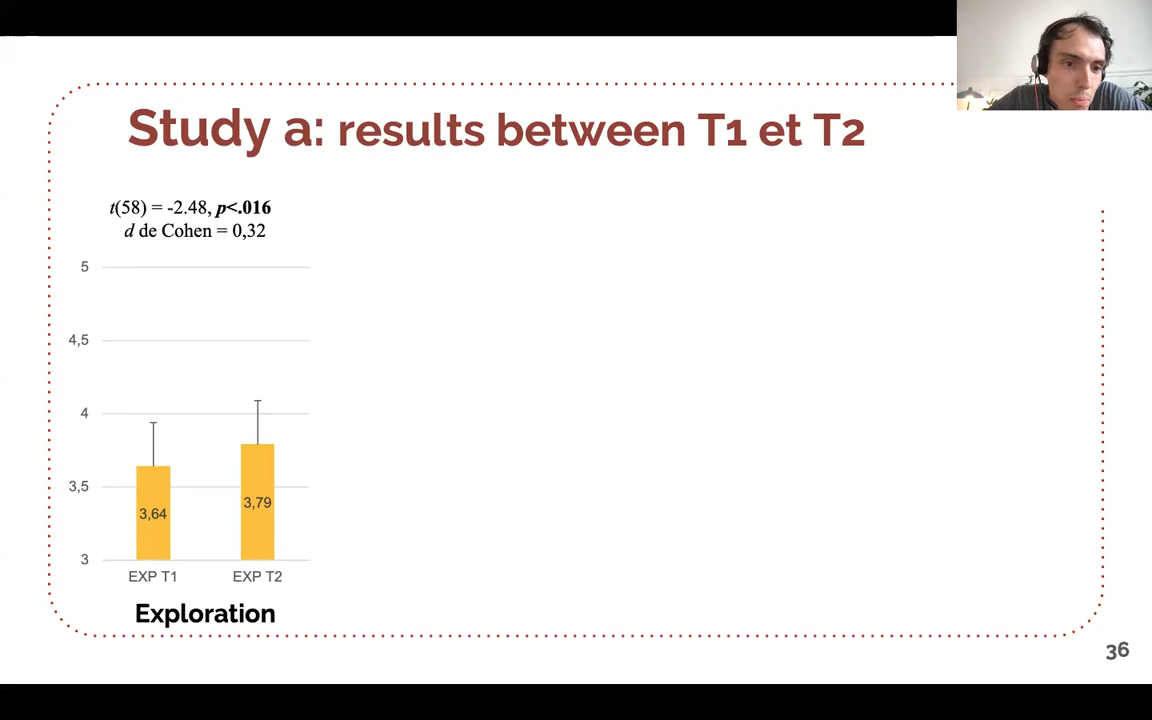 Study a: results between T1 et T2
t(58) = -2.48, p<.016
d de Cohen = 0,32
5
4,5
4
3,5
3
3,64
3,79
EXP T1
EXP T2
Exploration
36